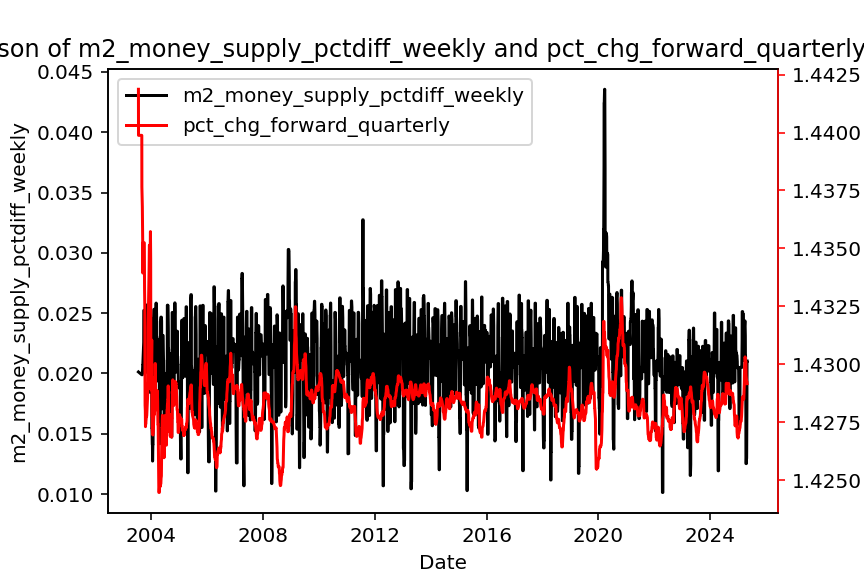 son of m2_money_supply_pctdiff_weekly and pct_chg_forward_quarterly
m2_money_supply_pctdiff_weekly
pct_chg_forward_quarterly
m2_money_supply_pctdiff_weekly
0.045
0.040
0.035
0.030
0.025
0.020
0.015
0.010
1.4425
1.4400
1.4375
1.4350
1.4325
1.4300
1.4275
1.4250
2004 2008 2012 2016 2020 2024
Date